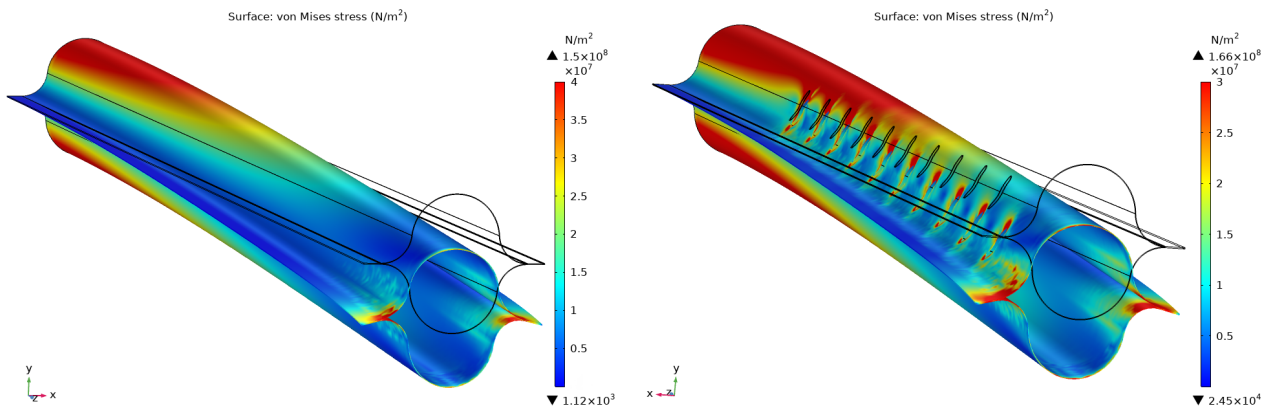 Surface: von Mises stress (N/m²)
N/m²
▲ 1.5×10⁸
×10⁷
4
3.5
3
2.5
2
1.5
1
0.5
▼ 1.12×10³
y
z
x
Surface: von Mises stress (N/m²)
N/m²
▲ 1.66×10⁸
×10⁷
3
2.5
2
1.5
1
0.5
▼ 2.45×10⁴
y
x
z